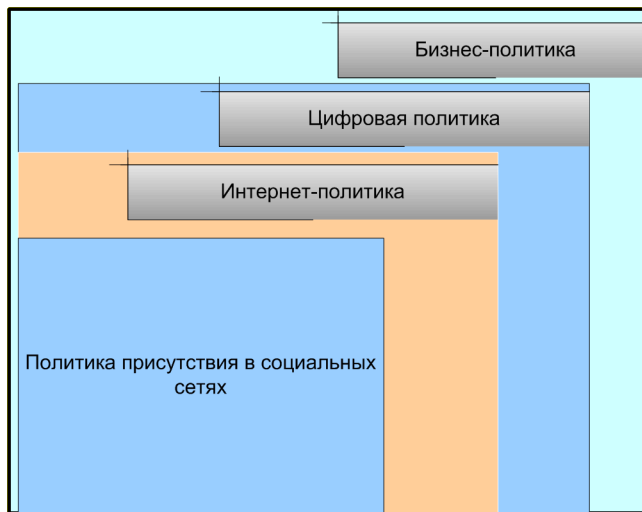 Бизнес-политика
Цифровая политика
Интернет-политика
Политика присутствия в социальных
сетях